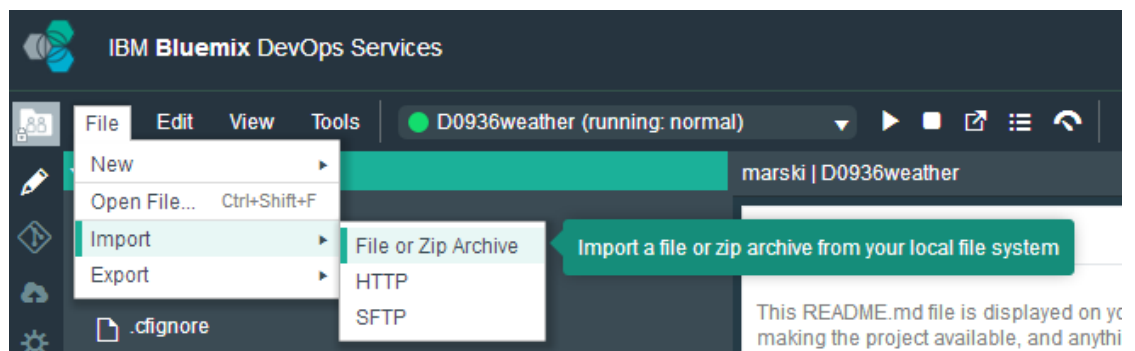 IBM Bluemix DevOps Services
88
File Edit View Tools D0936weather (running: normal)
New
marski | D0936weather
Open File... Ctrl+Shift+F
Import
File or Zip Archive
Import a file or zip archive from your local file system
Export
HTTP
SFTP
.cfignore
This README.md file is displayed on
making the project available, and